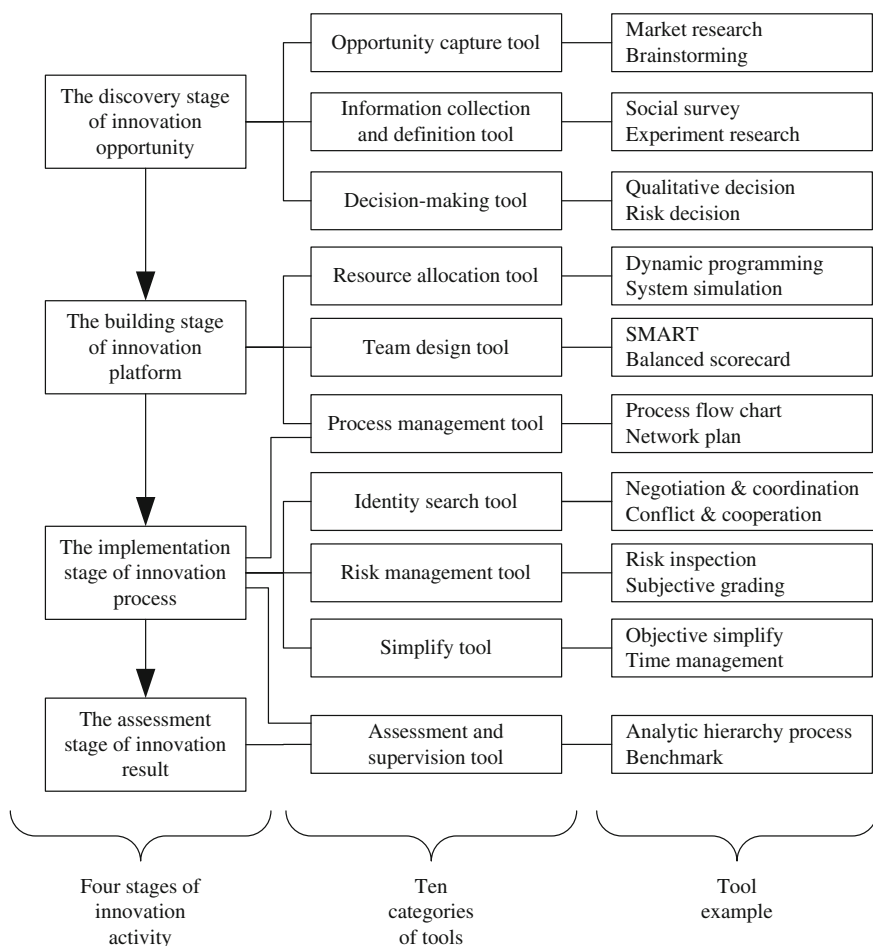 The discovery stage
of innovation
opportunity
Opportunity capture tool
Market research
Brainstorming
Information collection
and definition tool
Social survey
Experiment research
Decision-making tool
Qualitative decision
Risk decision
The building stage
of innovation
platform
Resource allocation tool
Dynamic programming
System simulation
Team design tool
SMART
Balanced scorecard
Process management tool
Process flow chart
Network plan
The implementation
stage of innovation
process
Identity search tool
Negotiation & coordination
Conflict & cooperation
Risk management tool
Risk inspection
Subjective grading
Simplify tool
Objective simplify
Time management
The assessment
stage of innovation
result
Assessment and
supervision tool
Analytic hierarchy process
Benchmark
Four stages of
innovation
activity
Ten
categories
of tools
Tool
example